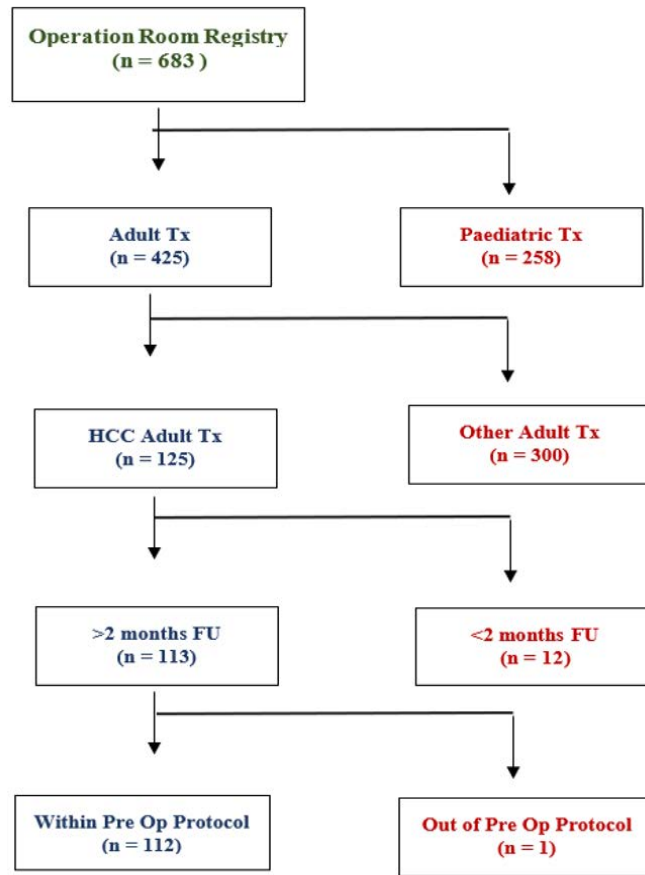 Operation Room Registry
(n = 683 )
Adult Tx
(n = 425)
Paediatric Tx
(n = 258)
HCC Adult Tx
(n = 125)
Other Adult Tx
(n = 300)
>2 months FU
(n = 113)
<2 months FU
(n = 12)
Within Pre Op Protocol
(n = 112)
Out of Pre Op Protocol
(n = 1)